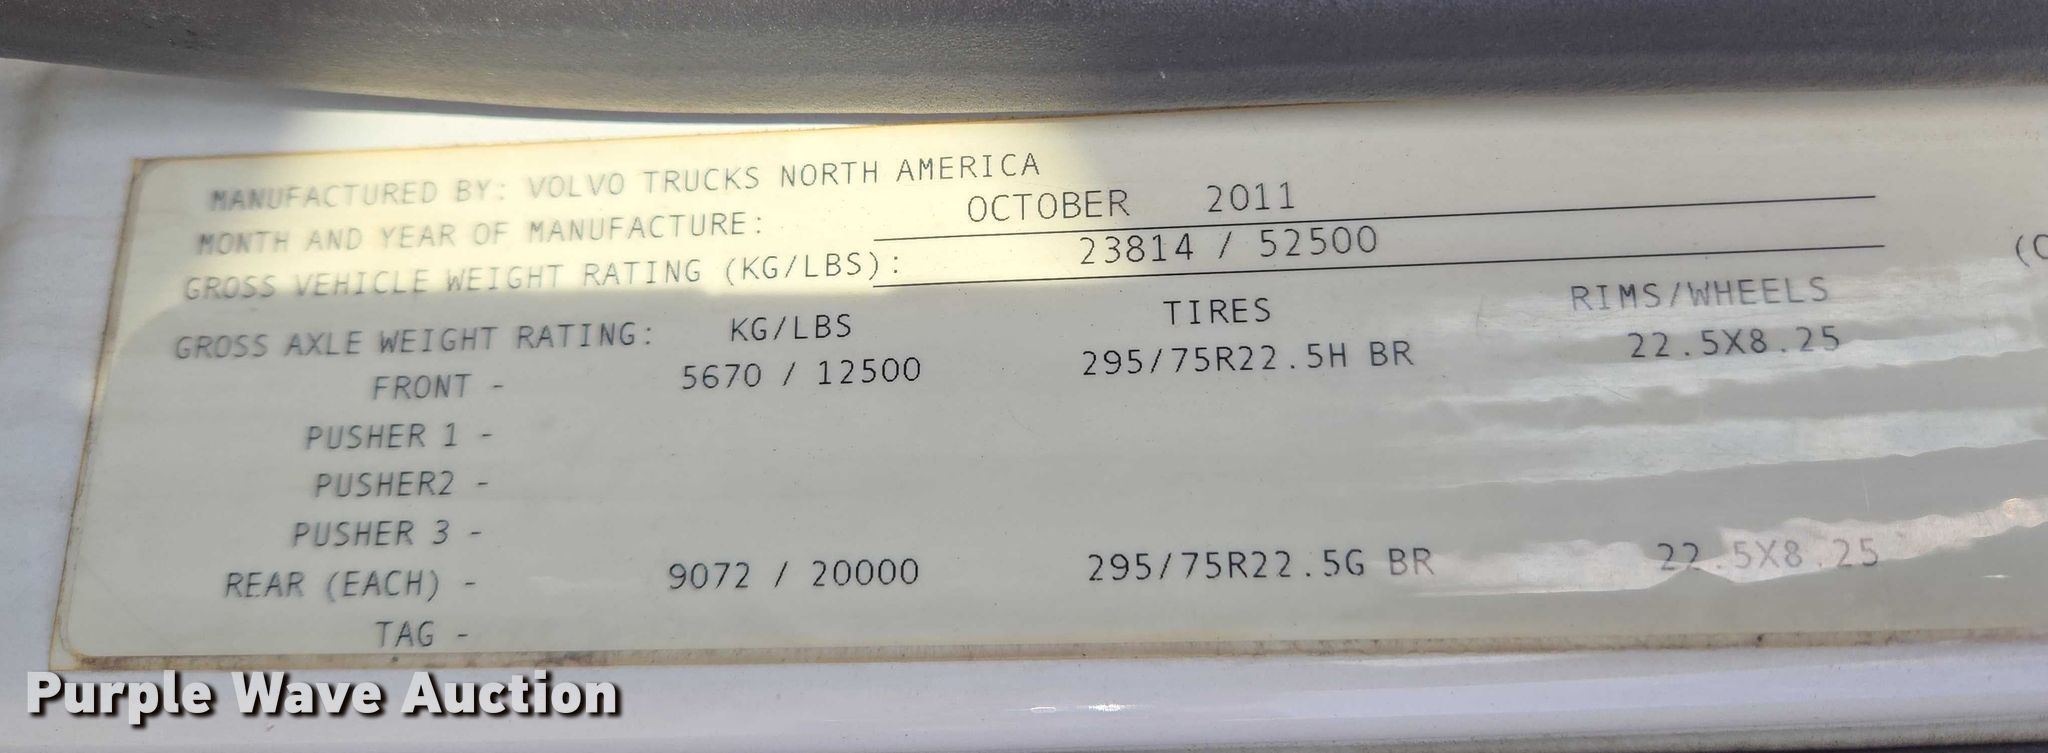 MANUFACTURED BY: VOLVO TRUCKS NORTH AMERICA
MONTH AND YEAR OF MANUFACTURE: OCTOBER 2011
GROSS VEHICLE WEIGHT RATING (KG/LBS): 23814 / 52500
GROSS AXLE WEIGHT RATING: KG/LBS TIRES RIMS/WHEELS
FRONT - 5670 / 12500 295/75R22.5H BR 22.5X8.25
PUSHER 1 -
PUSHER2 -
PUSHER 3 -
REAR (EACH) - 9072 / 20000 295/75R22.5G BR 22.5X8.25
TAG -
Purple Wave Auction